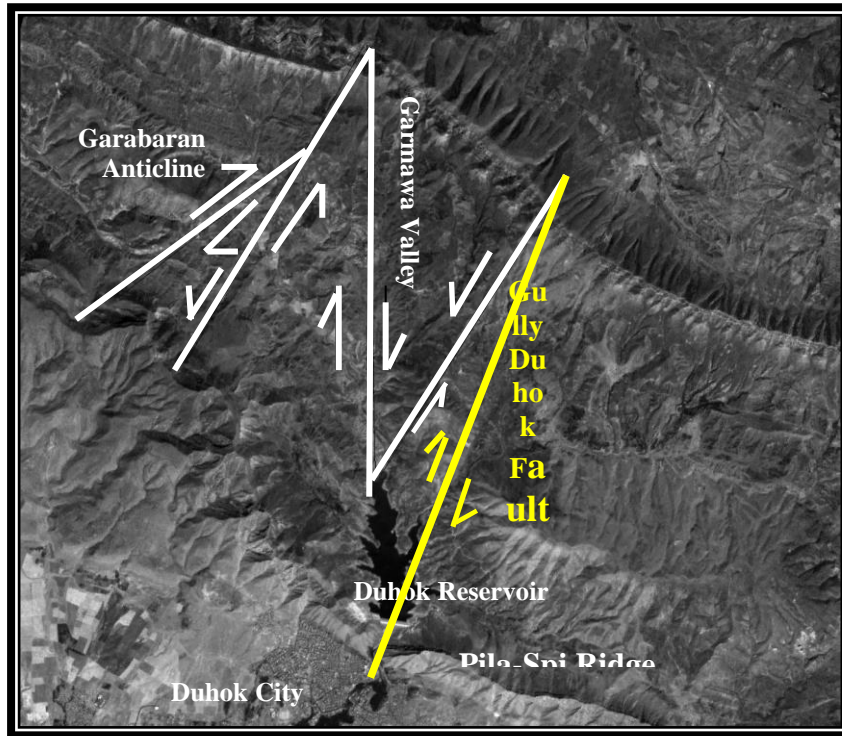 Garabaran
Anticline
Garmawa Valley
Gu
lly
Du
ho
k
Fa
ult
Duhok Reservoir
Pila-Spi Ridge
Duhok City